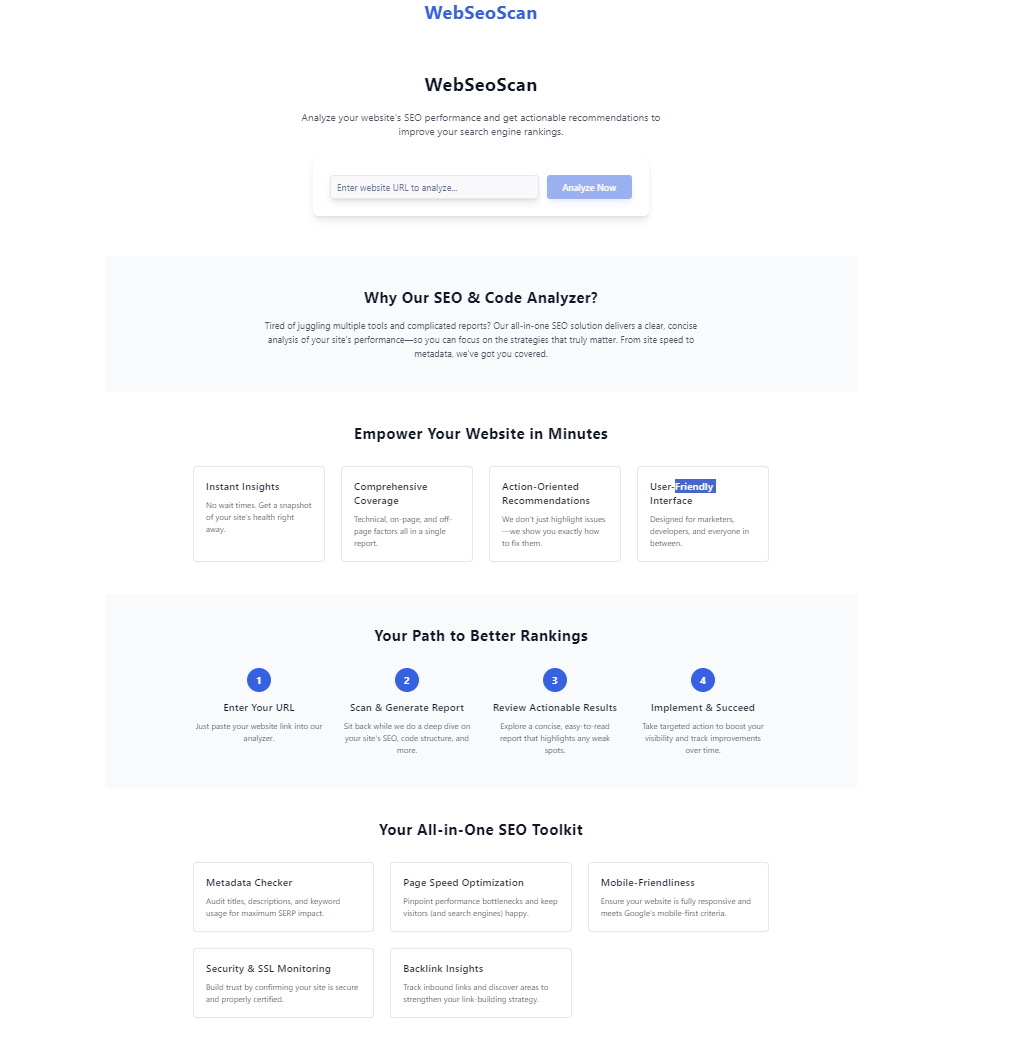 WebSeoScan
WebSeoScan
Analyze your website's SEO performance and get actionable recommendations to
improve your search engine rankings.
Enter website URL to analyze...
Analyze Now
Why Our SEO & Code Analyzer?
Tired of juggling multiple tools and complicated reports? Our all-in-one SEO solution delivers a clear, concise
analysis of your site's performance—so you can focus on the strategies that truly matter. From site speed to
metadata, we've got you covered.
Empower Your Website in Minutes
Instant Insights
No wait times. Get a snapshot
of your site's health right
away.
Comprehensive
Coverage
Technical, on-page, and off-
page factors all in a single
report.
Action-Oriented
Recommendations
We don't just highlight issues
—we show you exactly how
to fix them.
User-Friendly
Interface
Designed for marketers,
developers, and everyone in
between.
Your Path to Better Rankings
1
Enter Your URL
Just paste your website link into our
analyzer.
2
Scan & Generate Report
Sit back while we do a deep dive on
your site's SEO, code structure, and
more.
3
Review Actionable Results
Explore a concise, easy-to-read
report that highlights any weak
spots.
4
Implement & Succeed
Take targeted action to boost your
visibility and track improvements
over time.
Your All-in-One SEO Toolkit
Metadata Checker
Audit titles, descriptions, and keyword
usage for maximum SERP impact.
Page Speed Optimization
Pinpoint performance bottlenecks and keep
visitors (and search engines) happy.
Mobile-Friendliness
Ensure your website is fully responsive and
meets Google's mobile-first criteria.
Security & SSL Monitoring
Build trust by confirming your site is secure
and properly certified.
Backlink Insights
Track inbound links and discover areas to
strengthen your link-building strategy.